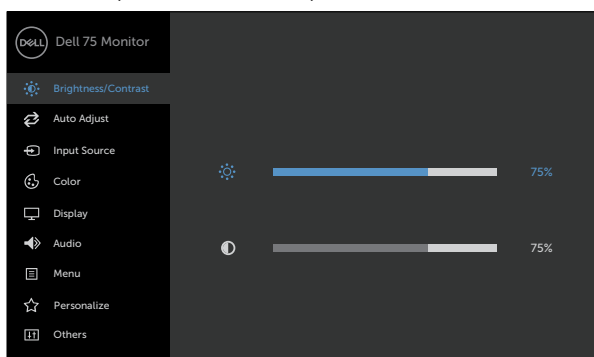 DELL Dell 75 Monitor
Brightness/Contrast
Auto Adjust
Input Source
Color
75%
Display
Audio
75%
Menu
Personalize
Others